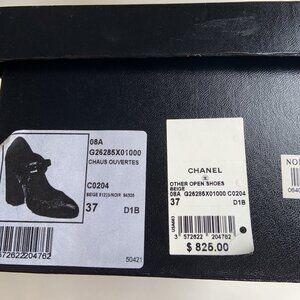 08A
G26285X01000
CHAUS OUVERTES
C0204
37
D1B
50421
CHANEL
OTHER OPEN SHOES
BEIGE
08A G26285X01000 C0204
37
D1B
3 572622 204762
$ 825.00